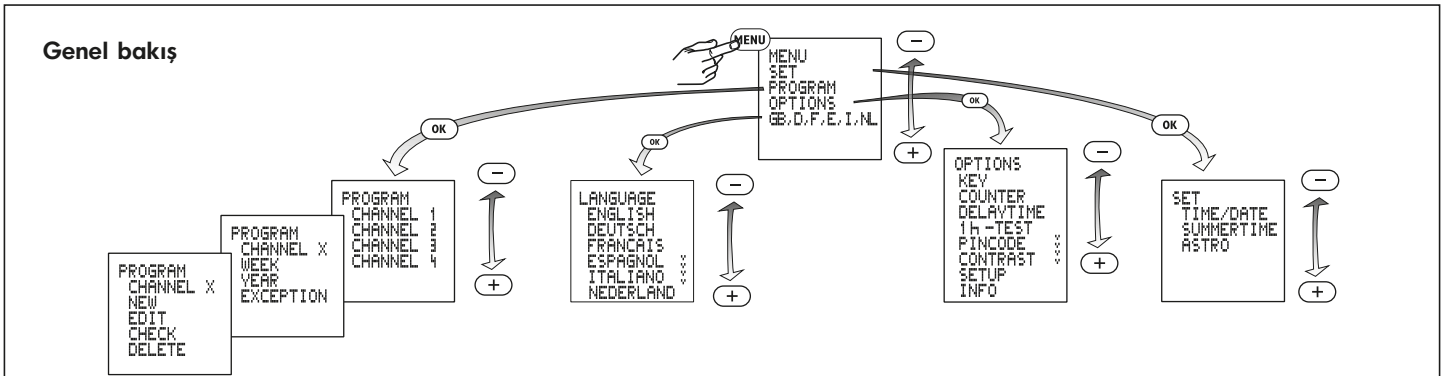 Genel bakış
MENU
MENU
SET
PROGRAM
OPTIONS
GB,D,F,E,I,NL
−
+
OK
OK
OK
OK
PROGRAM
CHANNEL X
NEW
EDIT
CHECK
DELETE
PROGRAM
CHANNEL X
WEEK
YEAR
EXCEPTION
PROGRAM
CHANNEL 1
CHANNEL 2
CHANNEL 3
CHANNEL 4
−
+
LANGUAGE
ENGLISH
DEUTSCH
FRANCAIS
ESPAGNOL
ITALIANO
NEDERLAND
−
+
OPTIONS
KEY
COUNTER
DELAYTIME
1h-TEST
PINCODE
CONTRAST
SETUP
INFO
−
+
SET
TIME/DATE
SUMMERTIME
ASTRO
−
+